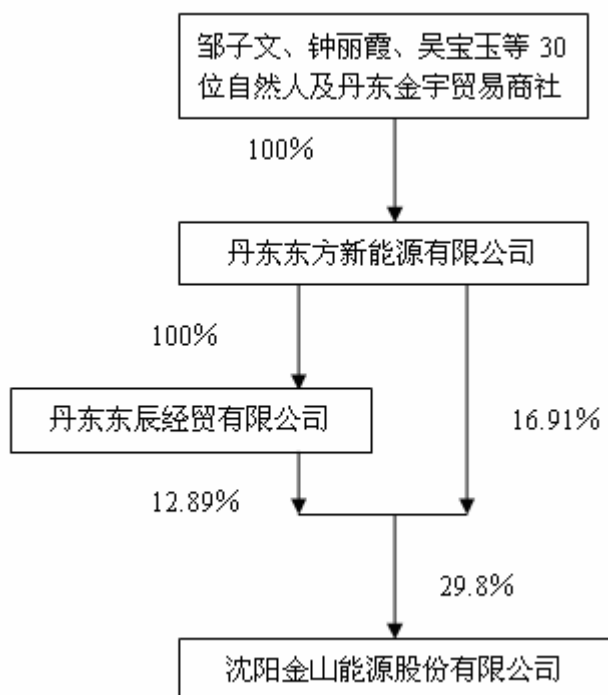 邹子文、钟丽霞、吴宝玉等 30
位自然人及丹东金宇贸易商社
100%
丹东东方新能源有限公司
100%
丹东东辰经贸有限公司
16.91%
12.89%
29.8%
沈阳金山能源股份有限公司